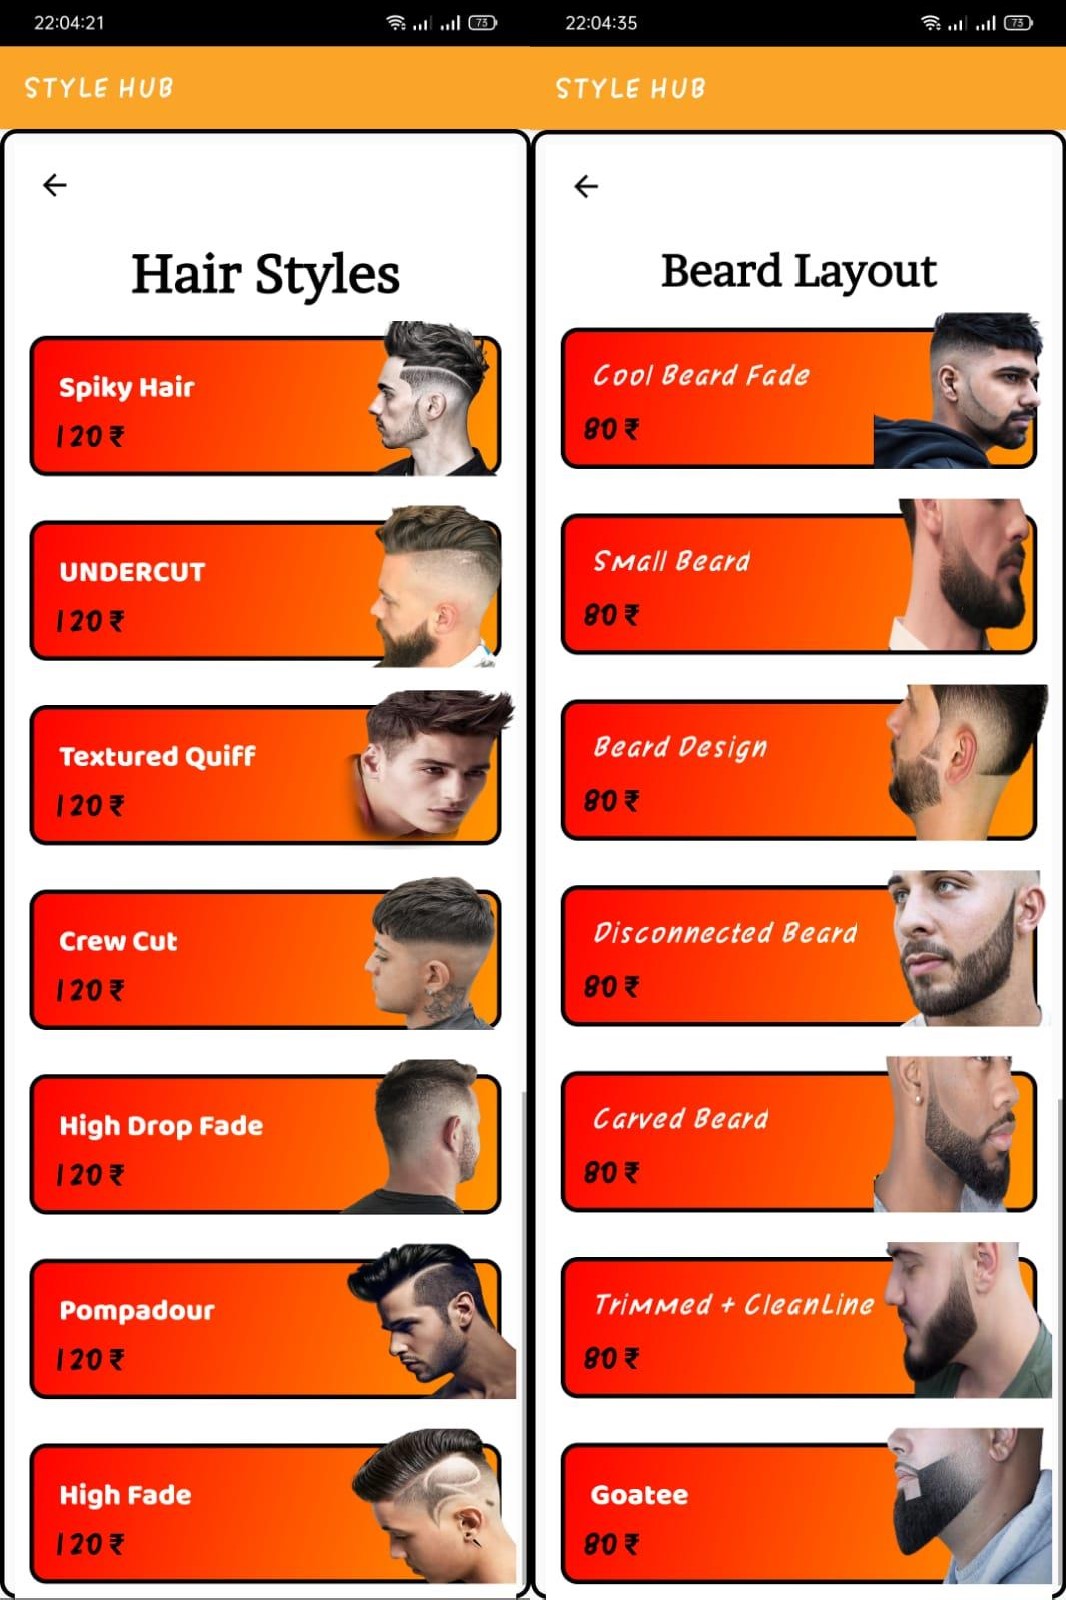 22:04:21
73
STYLE HUB
Hair Styles
Spiky Hair
120 ₹
UNDERCUT
120 ₹
Textured Quiff
120 ₹
Crew Cut
120 ₹
High Drop Fade
120 ₹
Pompadour
120 ₹
High Fade
120 ₹
22:04:35
73
STYLE HUB
Beard Layout
Cool Beard Fade
80 ₹
Small Beard
80 ₹
Beard Design
80 ₹
Disconnected Beard
80 ₹
Carved Beard
80 ₹
Trimmed + CleanLine
80 ₹
Goatee
80 ₹